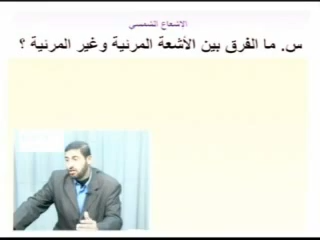 الاشعاع الشمسي
س. ما الفرق بين الأشعة المرئية وغير المرئية ؟